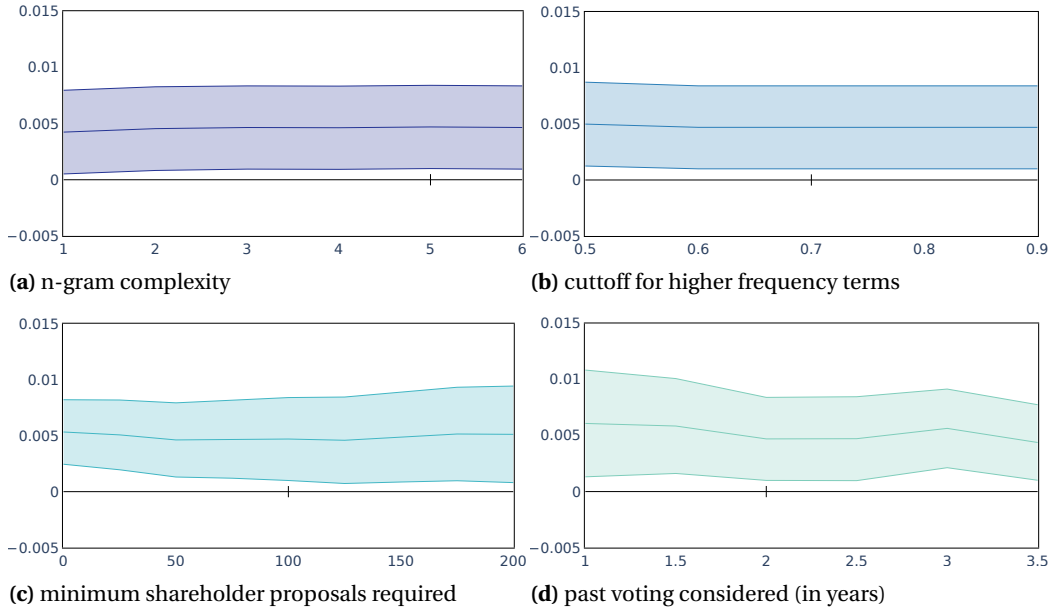 0.015
0.01
0.005
0
−0.005
1 2 3 4 5 6
(a) n-gram complexity
0.015
0.01
0.005
0
−0.005
0.5 0.6 0.7 0.8 0.9
(b) cuttoff for higher frequency terms
0.015
0.01
0.005
0
−0.005
0 50 100 150 200
(c) minimum shareholder proposals required
0.015
0.01
0.005
0
−0.005
1 1.5 2 2.5 3 3.5
(d) past voting considered (in years)